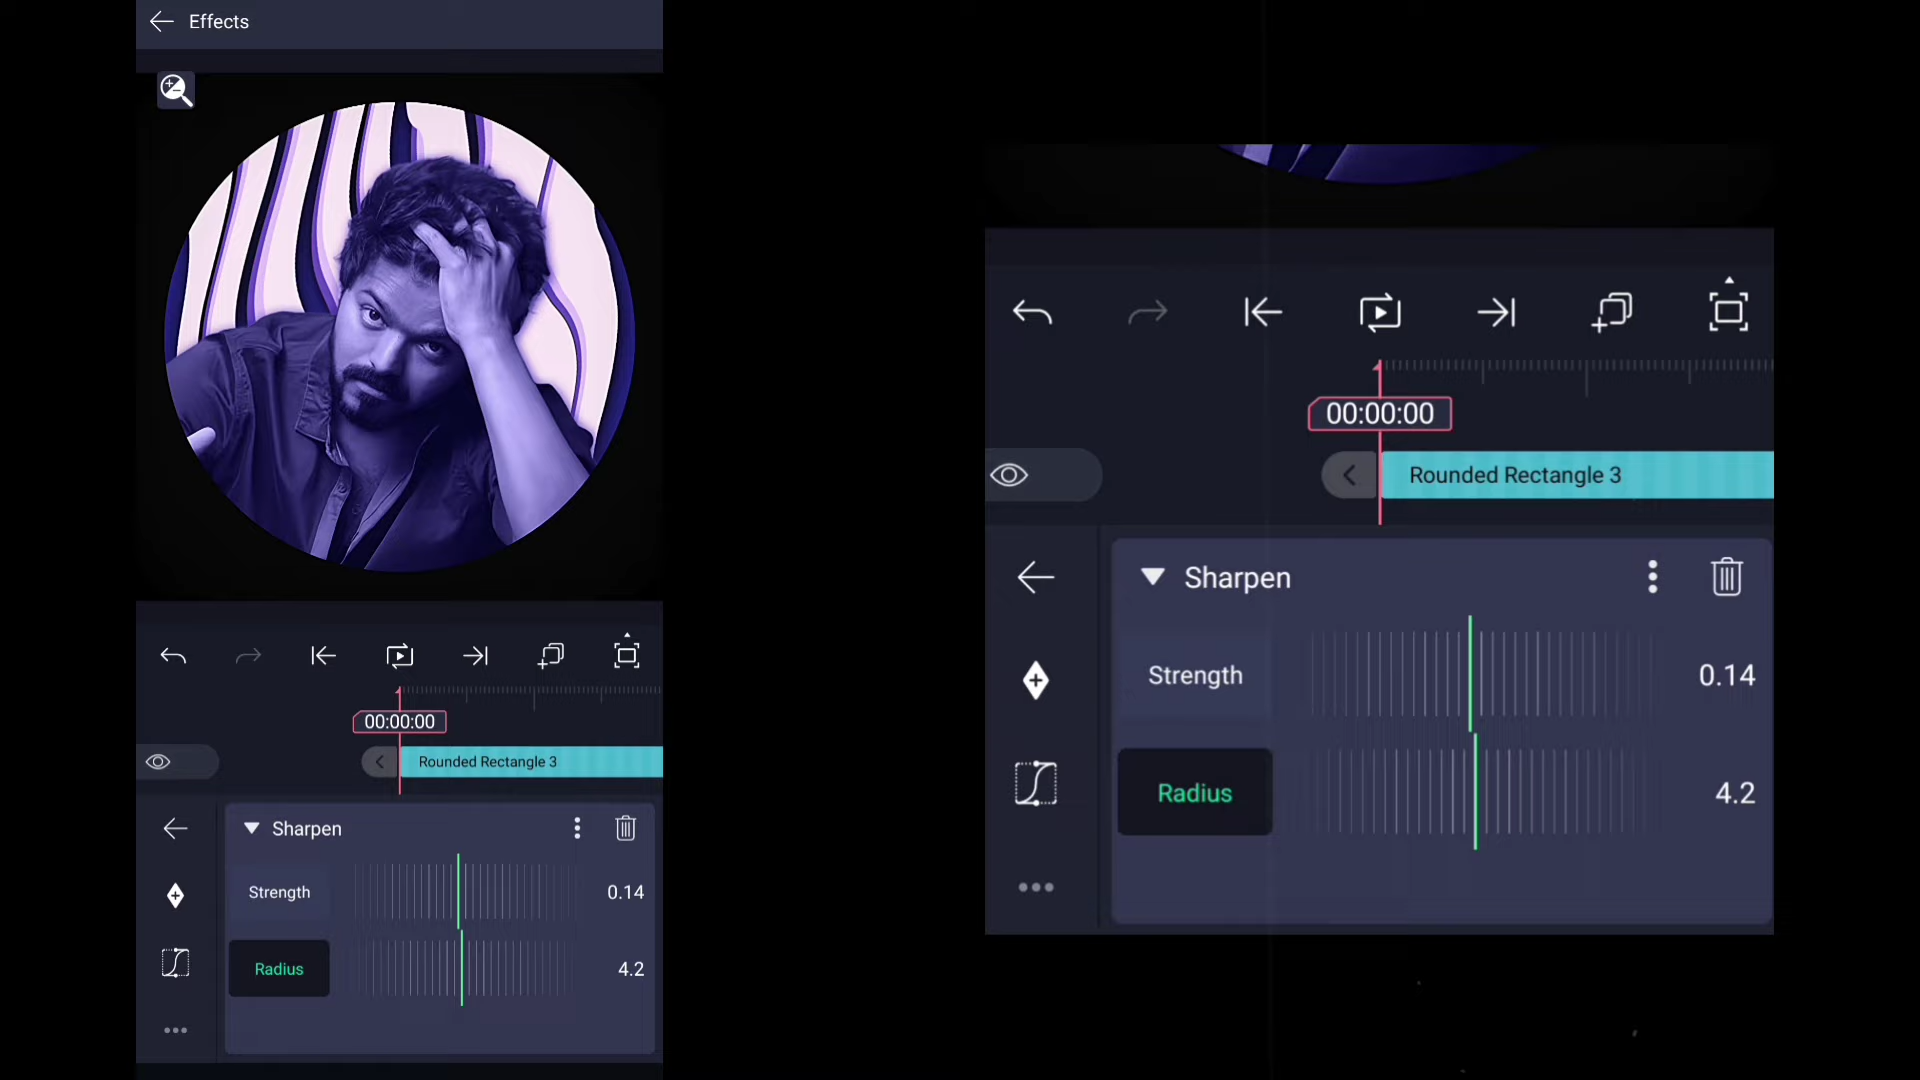 Effects
00:00:00
Rounded Rectangle 3
Sharpen
Strength
0.14
Radius
4.2
00:00:00
Rounded Rectangle 3
Sharpen
Strength
0.14
Radius
4.2